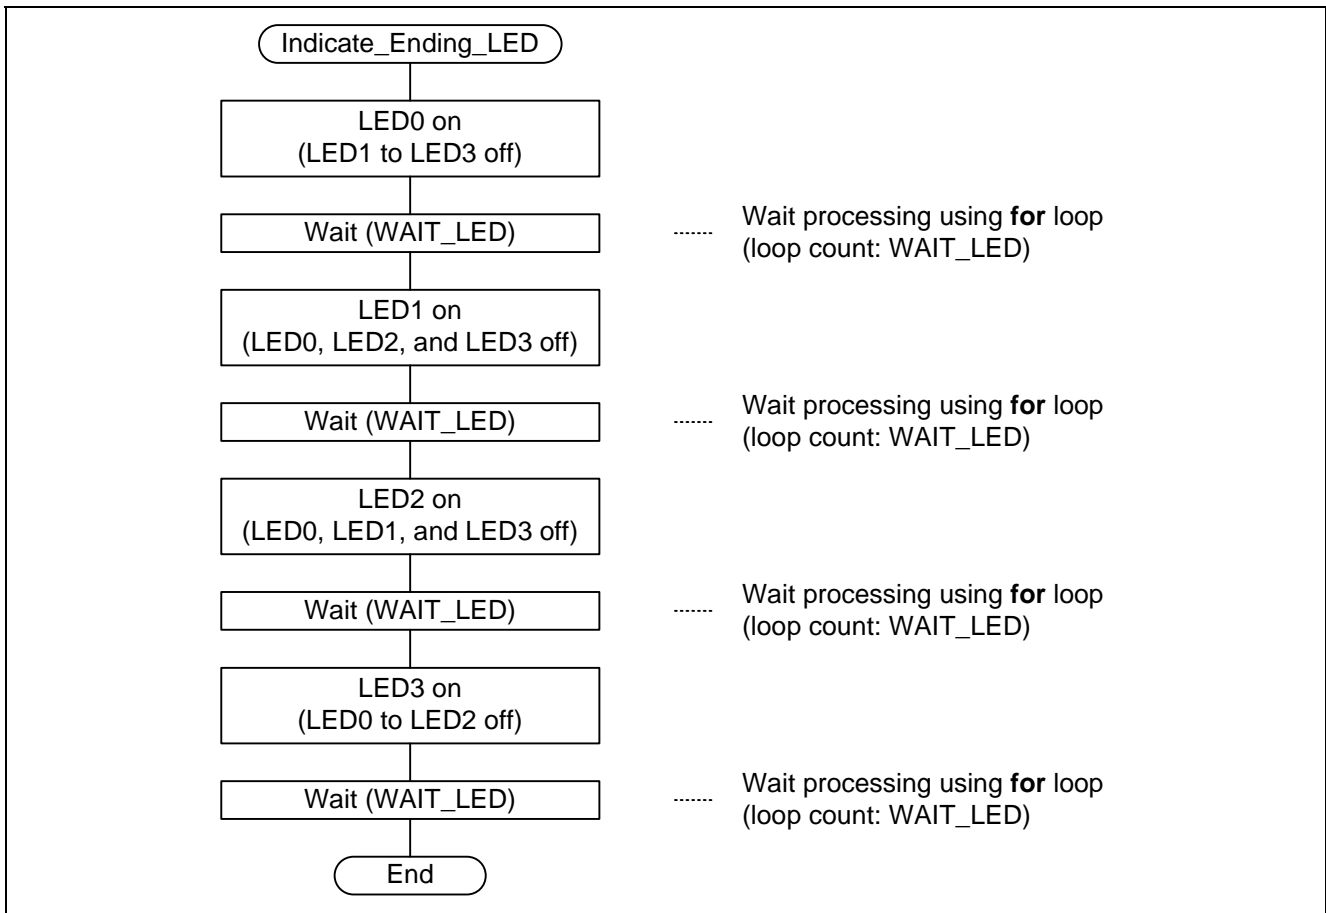 Indicate_Ending_LED
LED0 on
(LED1 to LED3 off)
Wait (WAIT_LED)
Wait processing using for loop
(loop count: WAIT_LED)
LED1 on
(LED0, LED2, and LED3 off)
Wait (WAIT_LED)
Wait processing using for loop
(loop count: WAIT_LED)
LED2 on
(LED0, LED1, and LED3 off)
Wait (WAIT_LED)
Wait processing using for loop
(loop count: WAIT_LED)
LED3 on
(LED0 to LED2 off)
Wait (WAIT_LED)
Wait processing using for loop
(loop count: WAIT_LED)
End